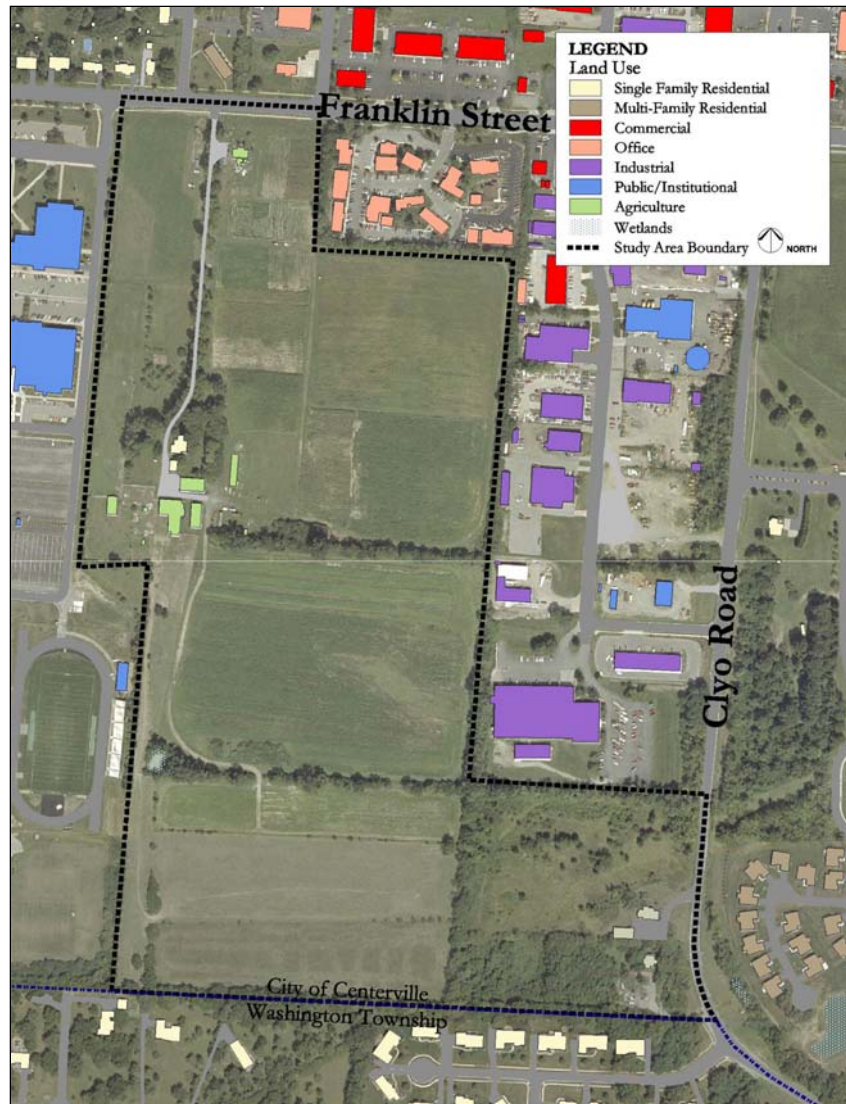 LEGEND
Land Use
Single Family Residential
Multi-Family Residential
Commercial
Office
Industrial
Public/Institutional
Agriculture
Wetlands
Study Area Boundary
NORTH
Franklin Street
Clyo Road
City of Centerville
Washington Township